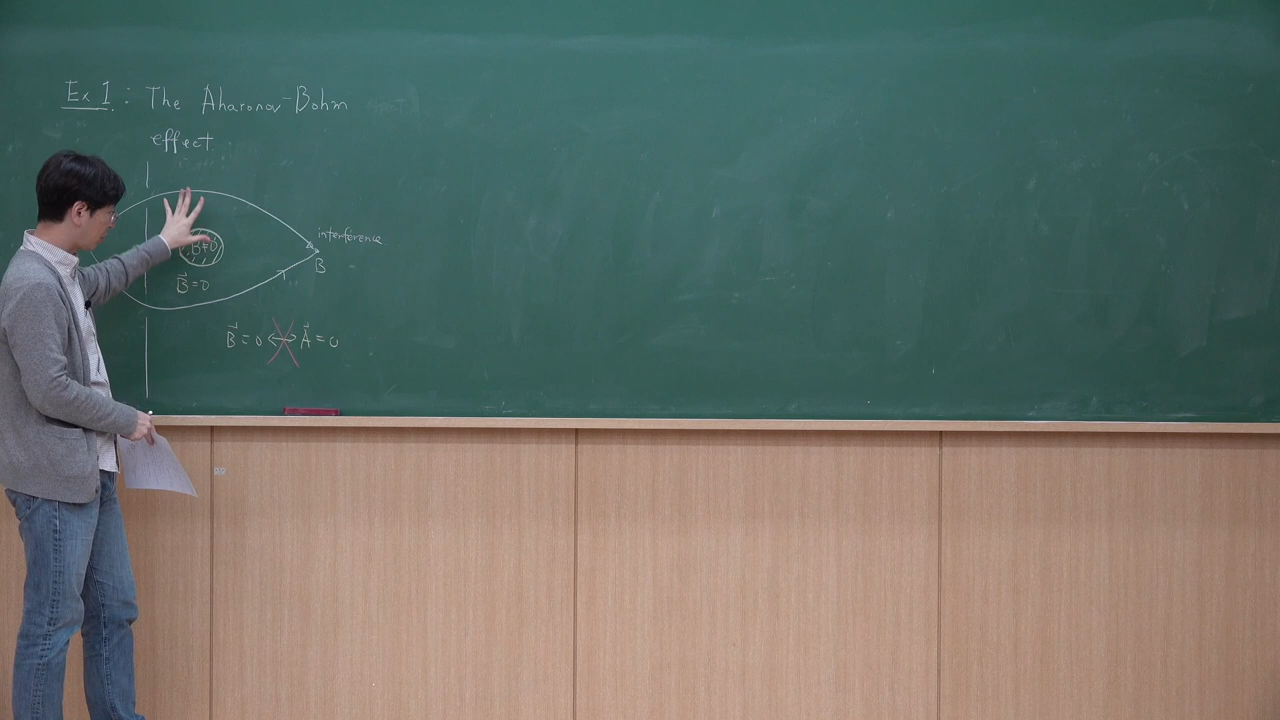 Ex 1 : The Aharonov-Bohm
effect
interference
B⃗≠0
B
B⃗=0
B⃗=0 ↔ A⃗=0